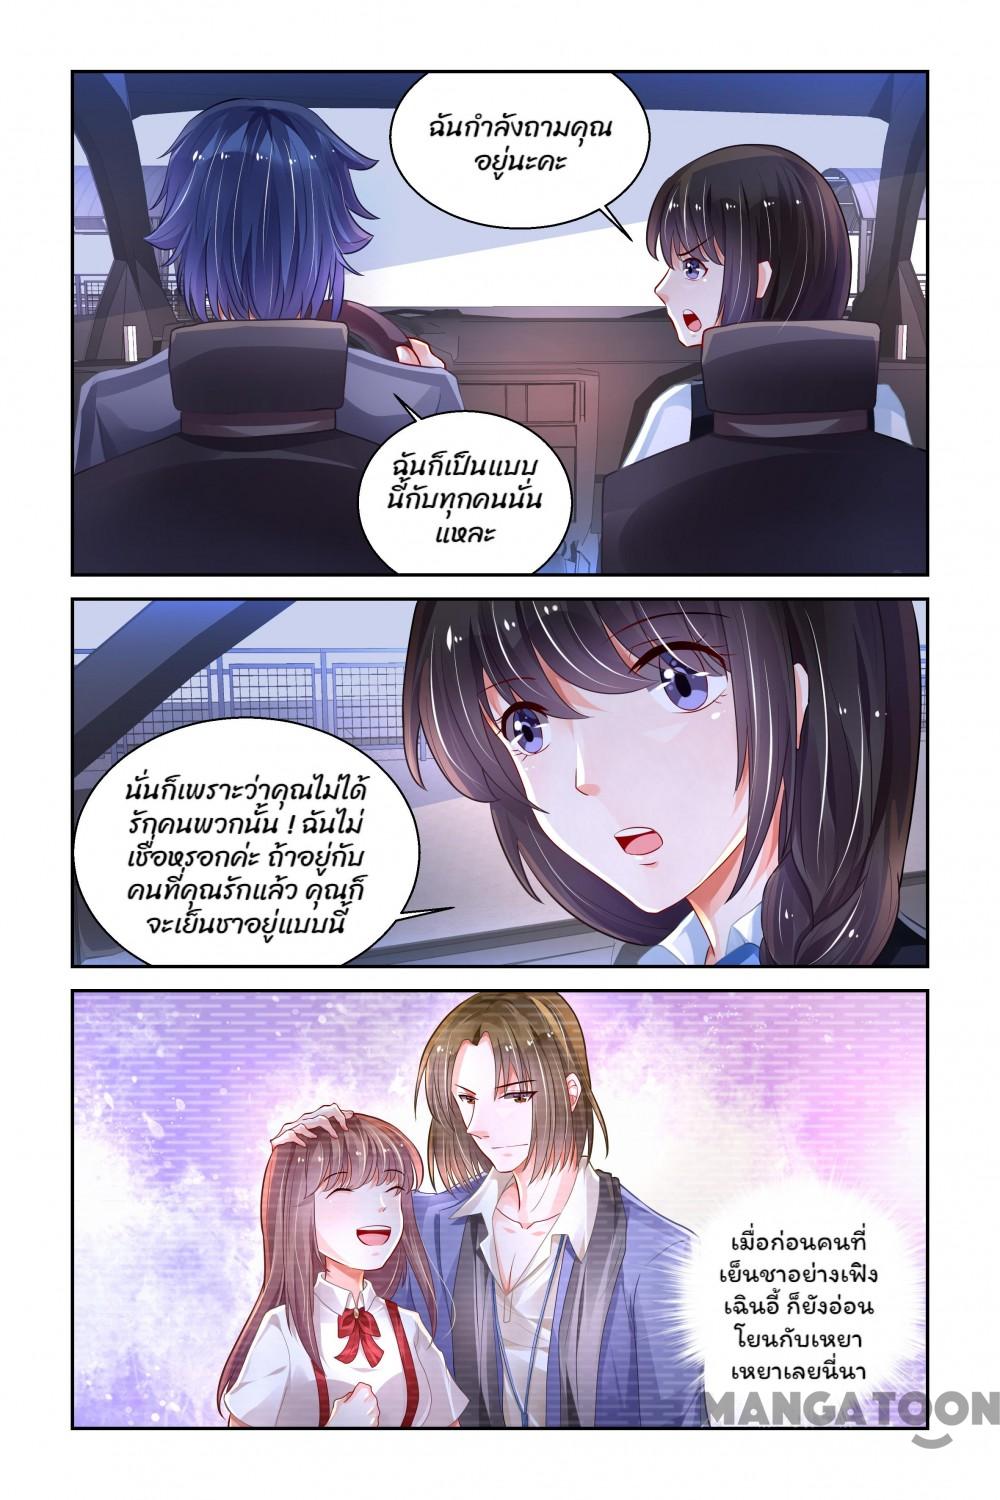 ฉันกำลังถามคุณ
อยู่นะคะ
ฉันก็เป็นแบบ
นี้กับทุกคนนั่น
แหละ
นั่นก็เพราะว่าคุณไม่ได้
รักคนพวกนั้น ! ฉันไม่
เชื่อหรอกค่ะ ถ้าอยู่กับ
คนที่คุณรักแล้ว คุณก็
จะเย็นชาอยู่แบบนี้
เมื่อก่อนคนที่
เย็นชาอย่างเฟิง
เฉินอี้ ก็ยังอ่อน
โยนกับเหยา
เหยาเลยนี่นา
MANGATOON